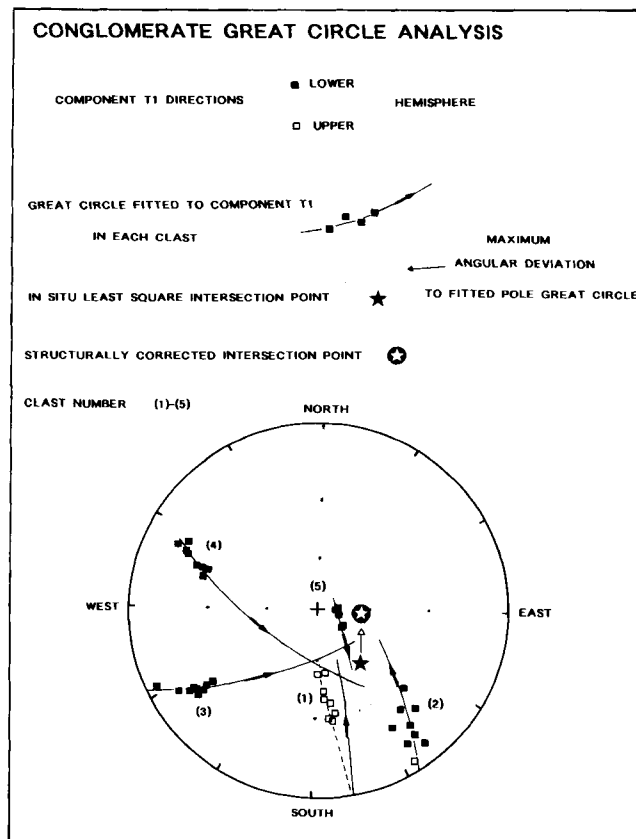 CONGLOMERATE GREAT CIRCLE ANALYSIS
LOWER
COMPONENT T1 DIRECTIONS HEMISPHERE
UPPER
GREAT CIRCLE FITTED TO COMPONENT T1
IN EACH CLAST
MAXIMUM
ANGULAR DEVIATION
IN SITU LEAST SQUARE INTERSECTION POINT TO FITTED POLE GREAT CIRCLE
STRUCTURALLY CORRECTED INTERSECTION POINT
CLAST NUMBER (1)-(5)
NORTH
(4)
(5)
WEST
EAST
(1)
(2)
(3)
SOUTH